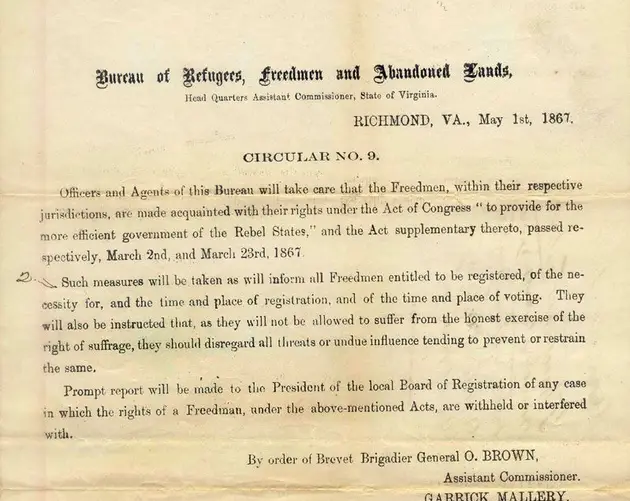 Bureau of Refugees, Freedmen and Abandoned Lands,
Head Quarters Assistant Commissioner, State of Virginia.
RICHMOND, VA., May 1st, 1867.
CIRCULAR NO. 9.
Officers and Agents of this Bureau will take care that the Freedmen, within their respective
jurisdictions, are made acquainted with their rights under the Act of Congress "to provide for the
more efficient government of the Rebel States," and the Act supplementary thereto, passed re-
spectively, March 2nd, and March 23rd, 1867.
2 Such measures will be taken as will inform all Freedmen entitled to be registered, of the ne-
cessity for, and the time and place of registration, and of the time and place of voting. They
will also be instructed that, as they will not be allowed to suffer from the honest exercise of the
right of suffrage, they should disregard all threats or undue influence tending to prevent or restrain
the same.
Prompt report will be made to the President of the local Board of Registration of any case
in which the rights of a Freedman, under the above-mentioned Acts, are withheld or interfered
with.
By order of Brevet Brigadier General O. BROWN,
Assistant Commissioner.
GARRICK MALLERY,